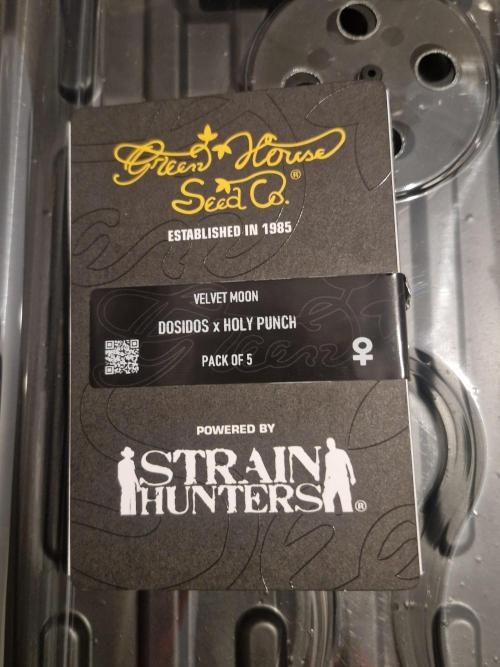 Green House
Seed Co.®
ESTABLISHED IN 1985
VELVET MOON
DOSIDOS x HOLY PUNCH
PACK OF 5
POWERED BY
STRAIN
HUNTERS®